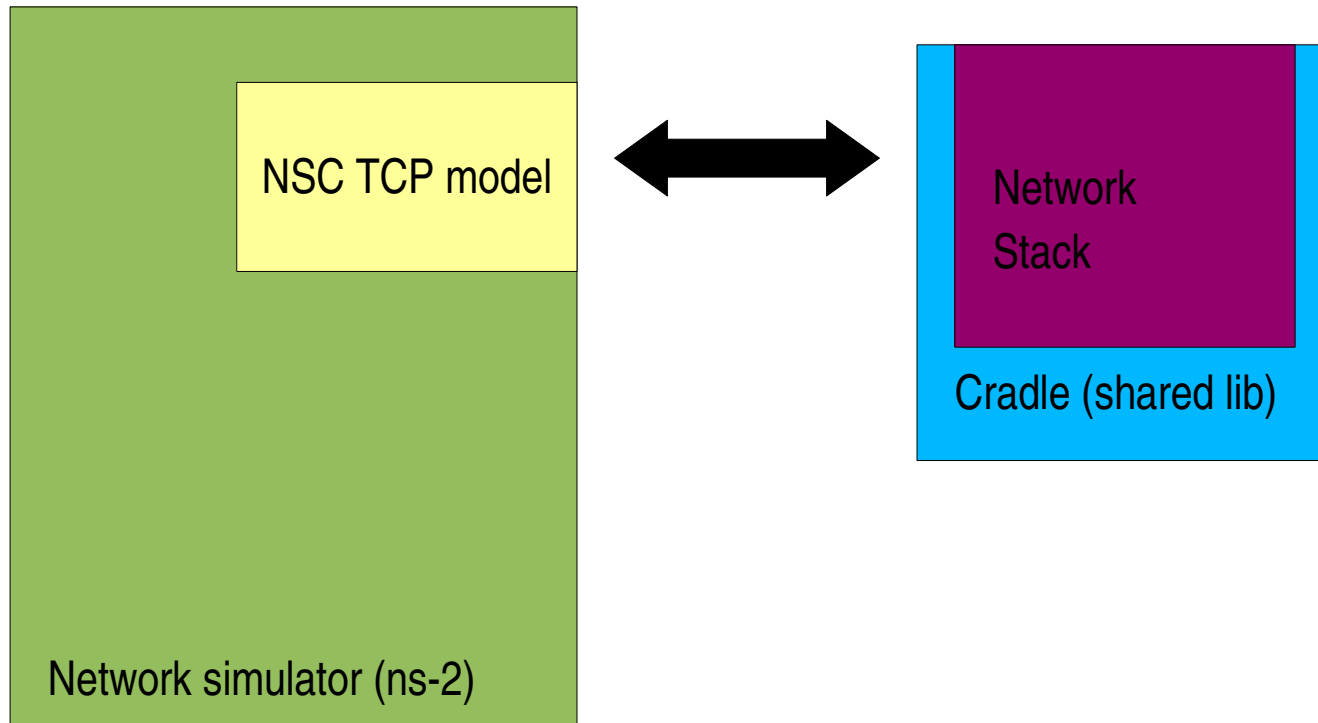 NSC TCP model
Network
Stack
Cradle (shared lib)
Network simulator (ns-2)